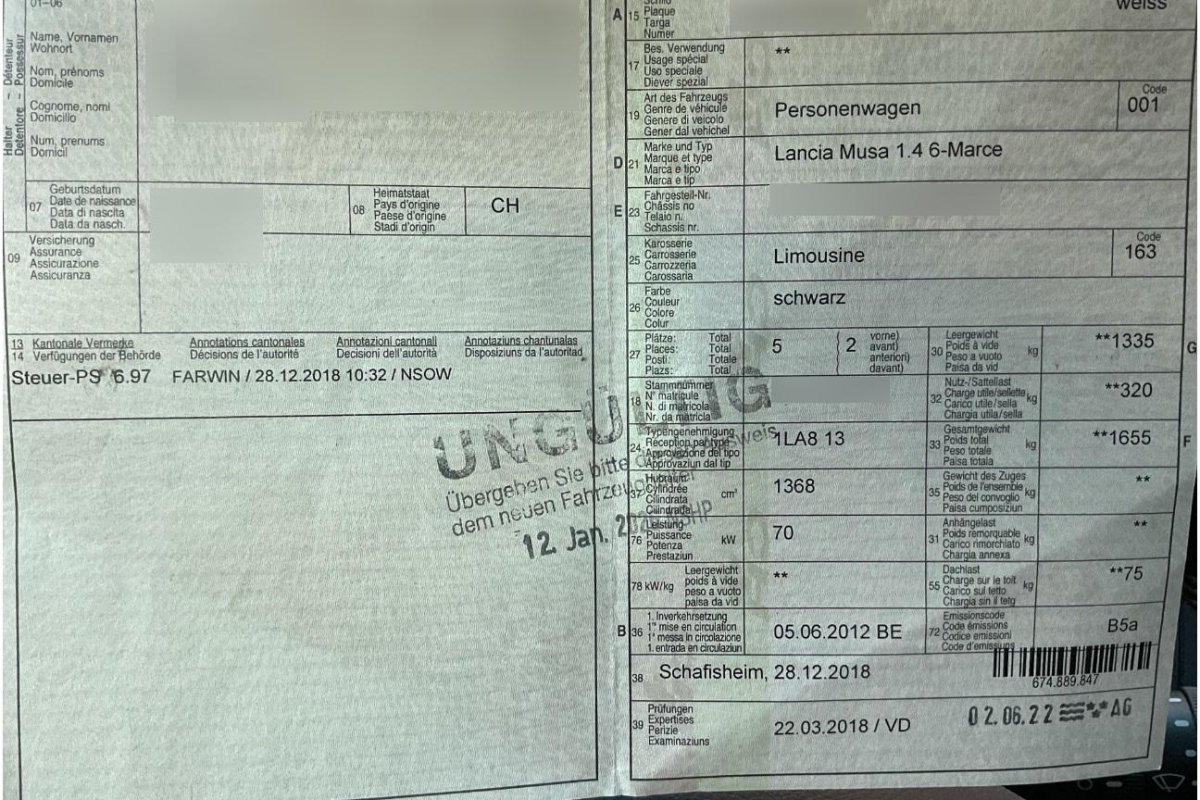 01-06
Halter – Détenteur
Detentore – Possessur
Name, Vornamen
Wohnort
Nom, prénoms
Domicile
Cognome, nomi
Domicilio
Num, prenums
Domicil
07
Geburtsdatum
Date de naissance
Data di nascita
Data da nasch.
08
Heimatstaat
Pays d'origine
Paese d'origine
Stadi d'origin
CH
09
Versicherung
Assurance
Assicurazione
Assicuranza
13 Kantonale Vermerke Annotations cantonales Annotazioni cantonali Annotaziuns chantunalas
14 Verfügungen der Behörde Décisions de l'autorité Decisioni dell'autorità Disposiziuns da l'autoritad
Steuer-PS 6.97 FARWIN / 28.12.2018 10:32 / NSOW
UNGÜLTIG
Übergeben Sie bitte
dem neuen
12. Jan.
A 15
Schild
Plaque
Targa
Numer
weiss
17
Bes. Verwendung
Usage spécial
Uso speciale
Diever spezial
**
19
Art des Fahrzeugs
Genre de véhicule
Genere di veicolo
Gener dal vehichel
Personenwagen
Code
001
D 21
Marke und Typ
Marque et type
Marca e tipo
Marca e tip
Lancia Musa 1.4 6-Marce
E 23
Fahrgestell-Nr.
Châssis no
Telaio n.
Schassis nr.
25
Karosserie
Carrosserie
Carrozzeria
Carossaria
Limousine
Code
163
26
Farbe
Couleur
Colore
Colur
schwarz
27
Plätze: Total
Places: Total
Posti: Totale
Plazs: Total
5
2
vorne)
avant)
anteriori)
davant)
30
Leergewicht
Poids à vide
Peso a vuoto
Paisa da vid
kg
**1335
G
18
Stammnummer
N° matricule
N. di matricola
Nr. da matricla
32
Nutz-/Sattellast
Charge utile/sellette
Carico utile/sella
Chargia utila/sella
kg
**320
24
Typengenehmigung
Réception par type
Approvazione del tipo
Approvaziun dal tip
1LA8 13
33
Gesamtgewicht
Poids total
Peso totale
Paisa totala
kg
**1655
F
37
Hubraum
Cylindrée
Cilindrata
Cilindrada
cm³
1368
35
Gewicht des Zuges
Poids de l'ensemble
Peso del convoglio
Paisa cumposiziun
kg
**
76
Leistung
Puissance
Potenza
Prestaziun
kW
70
31
Anhängelast
Poids remorquable
Carico rimorchiato
Chargia annexa
kg
**
78 kW/kg
Leergewicht
poids à vide
peso a vuoto
paisa da vid
**
55
Dachlast
Charge sur le toit
Carico sul tetto
Chargia sin il tetg
kg
**75
B 36
1. Inverkehrsetzung
1re mise en circulation
1a messa in circolazione
1. entrada en circulaziun
05.06.2012 BE
72
Emissionscode
Code émissions
Codice emissioni
Code d'emissiuns
B5a
38
Schafisheim, 28.12.2018
674.889.847
39
Prüfungen
Expertises
Perizie
Examinaziuns
22.03.2018 / VD
02.06.22 AG